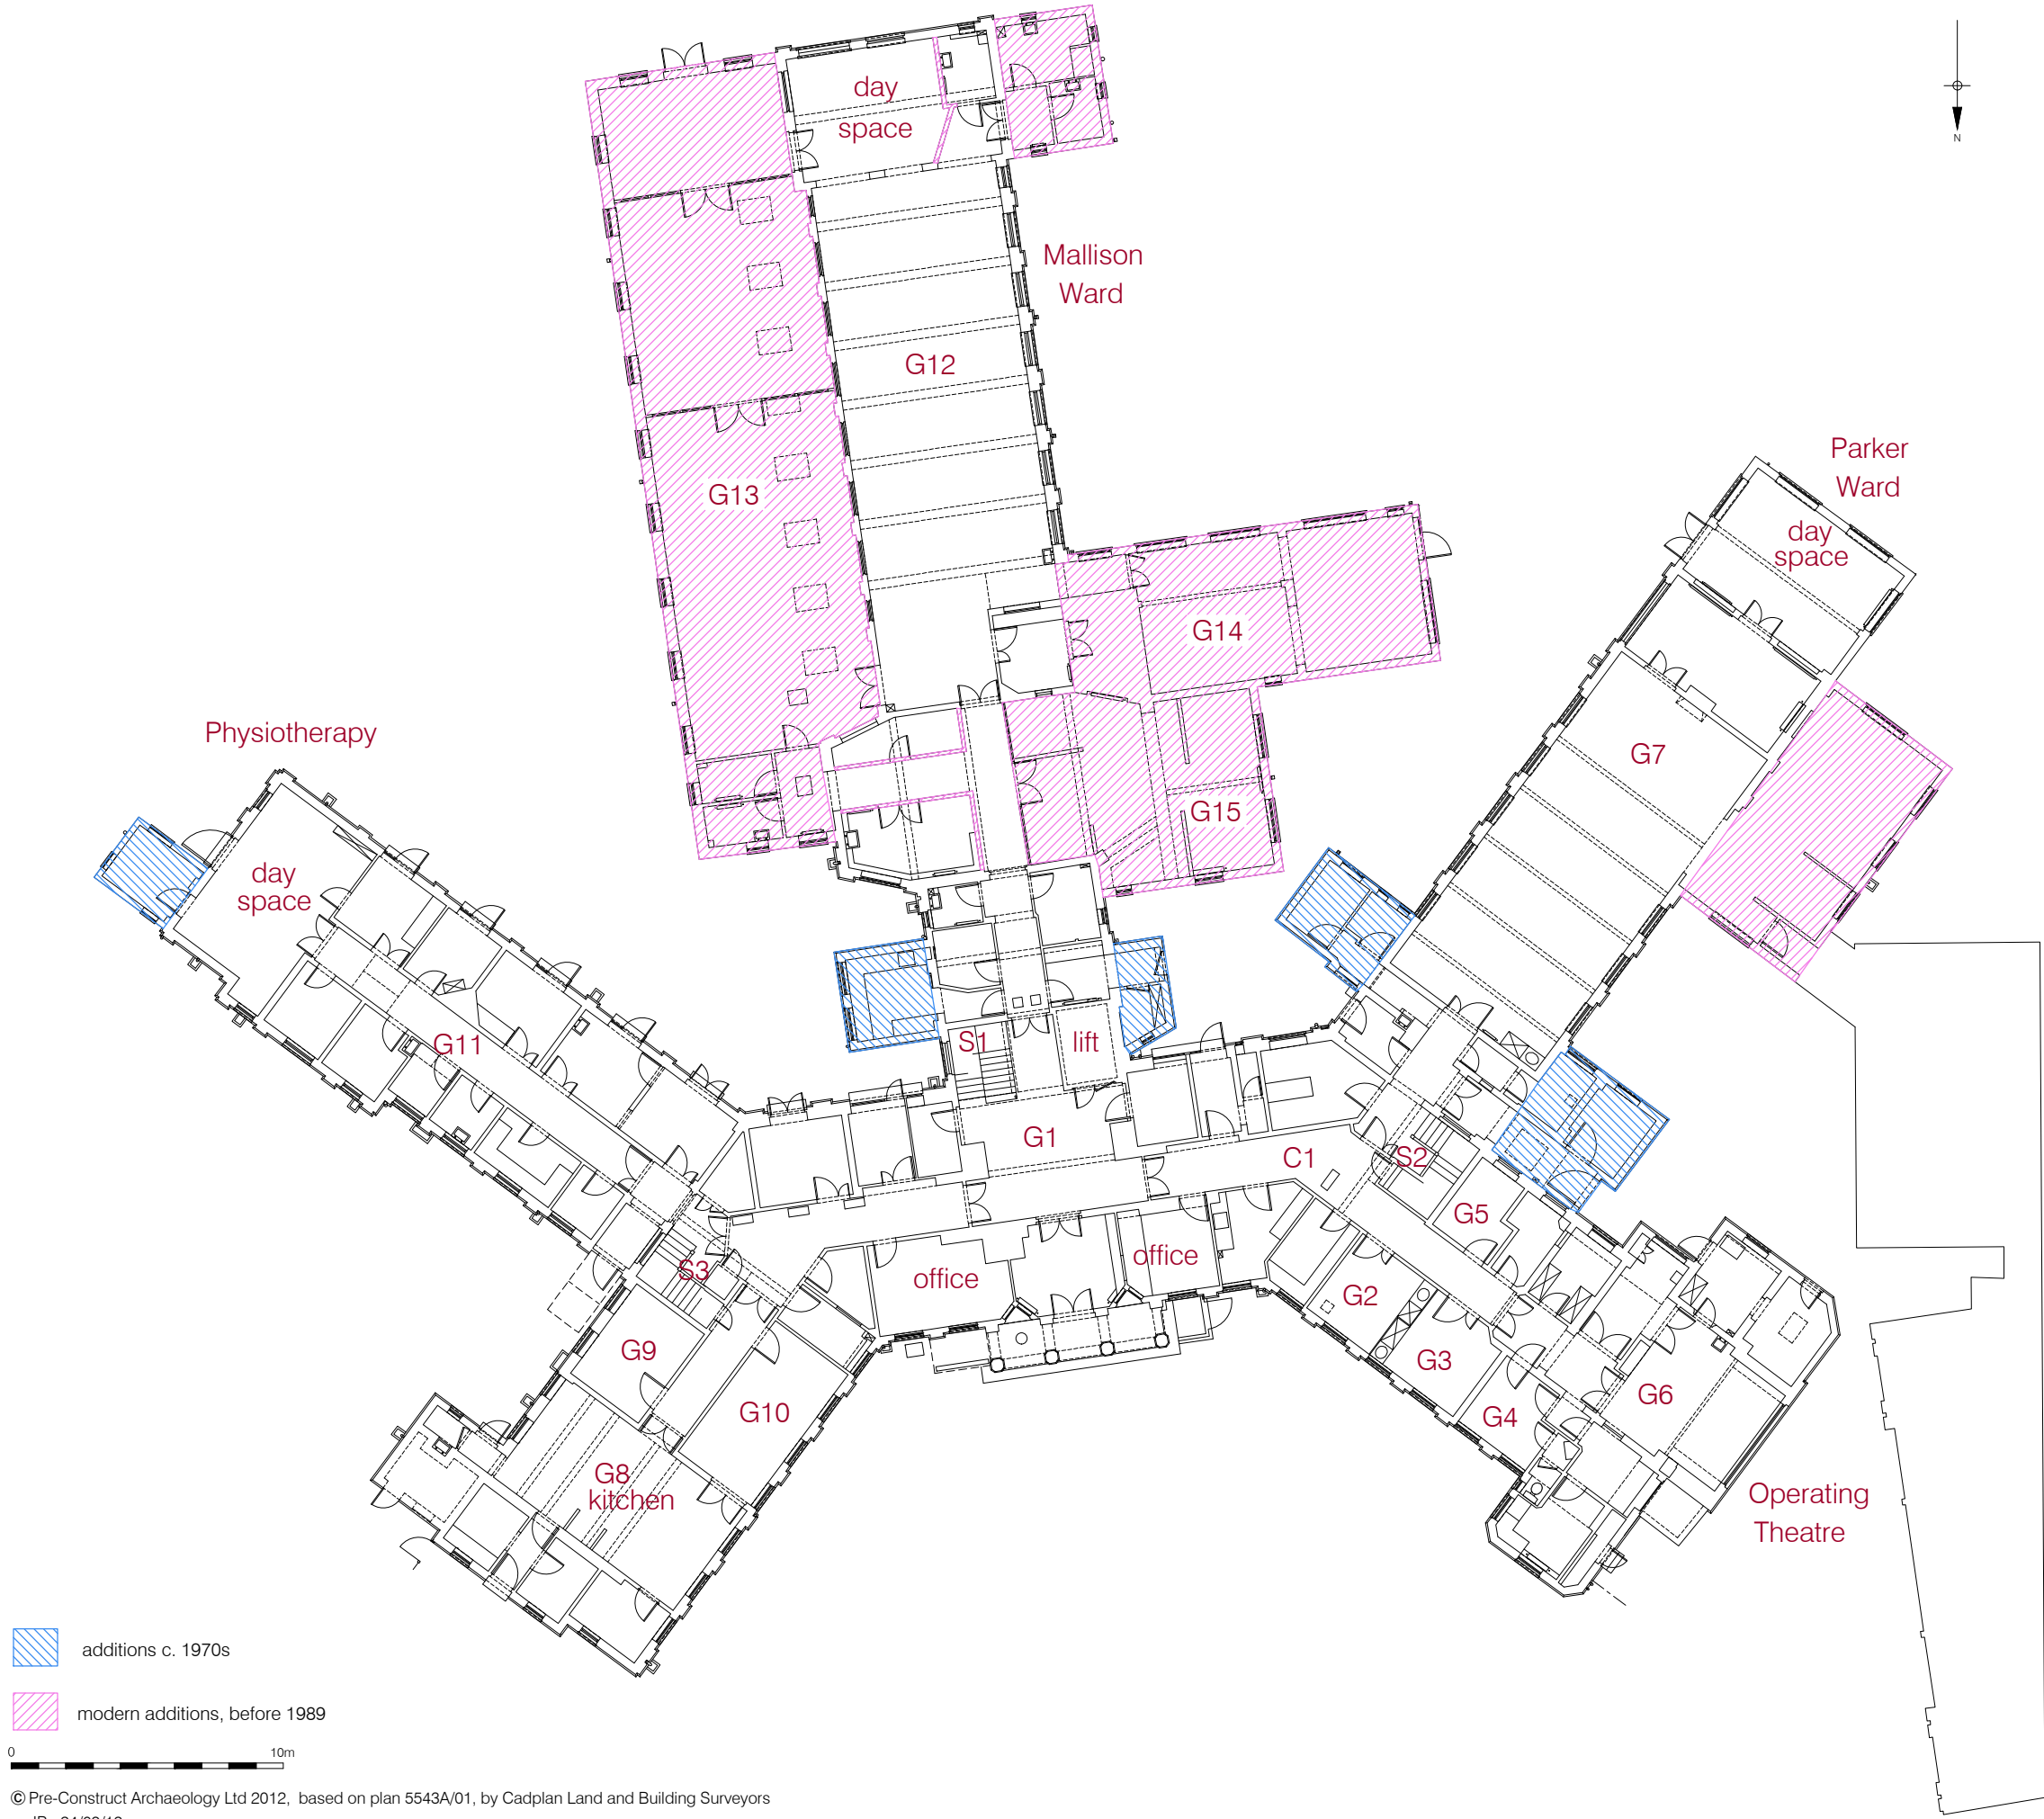 N
day
space
Mallison
Ward
G12
Parker
Ward
day
space
G13
G14
Physiotherapy
G7
G15
day
space
G11
S1
lift
G1
C1
S2
G5
office
office
S3
G2
G9
G3
G10
G4
G6
G8
kitchen
Operating
Theatre
additions c. 1970s
modern additions, before 1989
0 10m
© Pre-Construct Archaeology Ltd 2012, based on plan 5543A/01, by Cadplan Land and Building Surveyors